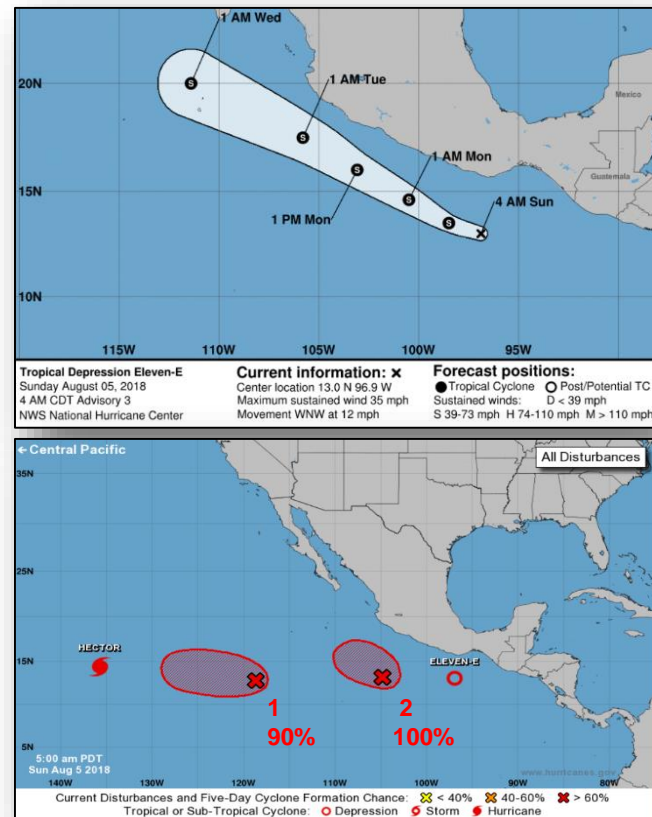 1 AM Wed
20N
1 AM Tue
Mexico
1 AM Mon
Guatemala
15N
4 AM Sun
1 PM Mon
S
S
S
S
S
10N
115W 110W 105W 100W 95W
Tropical Depression Eleven-E
Sunday August 05, 2018
4 AM CDT Advisory 3
NWS National Hurricane Center
Current information: ✖
Center location 13.0 N 96.9 W
Maximum sustained wind 35 mph
Movement WNW at 12 mph
Forecast positions:
● Tropical Cyclone ○ Post/Potential TC
Sustained winds: D < 39 mph
S 39-73 mph H 74-110 mph M > 110 mph
← Central Pacific
All Disturbances
35N
25N
HECTOR
15N
ELEVEN-E
1 2
90% 100%
5N
5:00 am PDT
Sun Aug 5 2018
www.hurricanes.gov
140W 130W 120W 110W 100W 90W 80W
Current Disturbances and Five-Day Cyclone Formation Chance: ✖ < 40% ✖ 40-60% ✖ > 60%
Tropical or Sub-Tropical Cyclone: ○ Depression Storm Hurricane